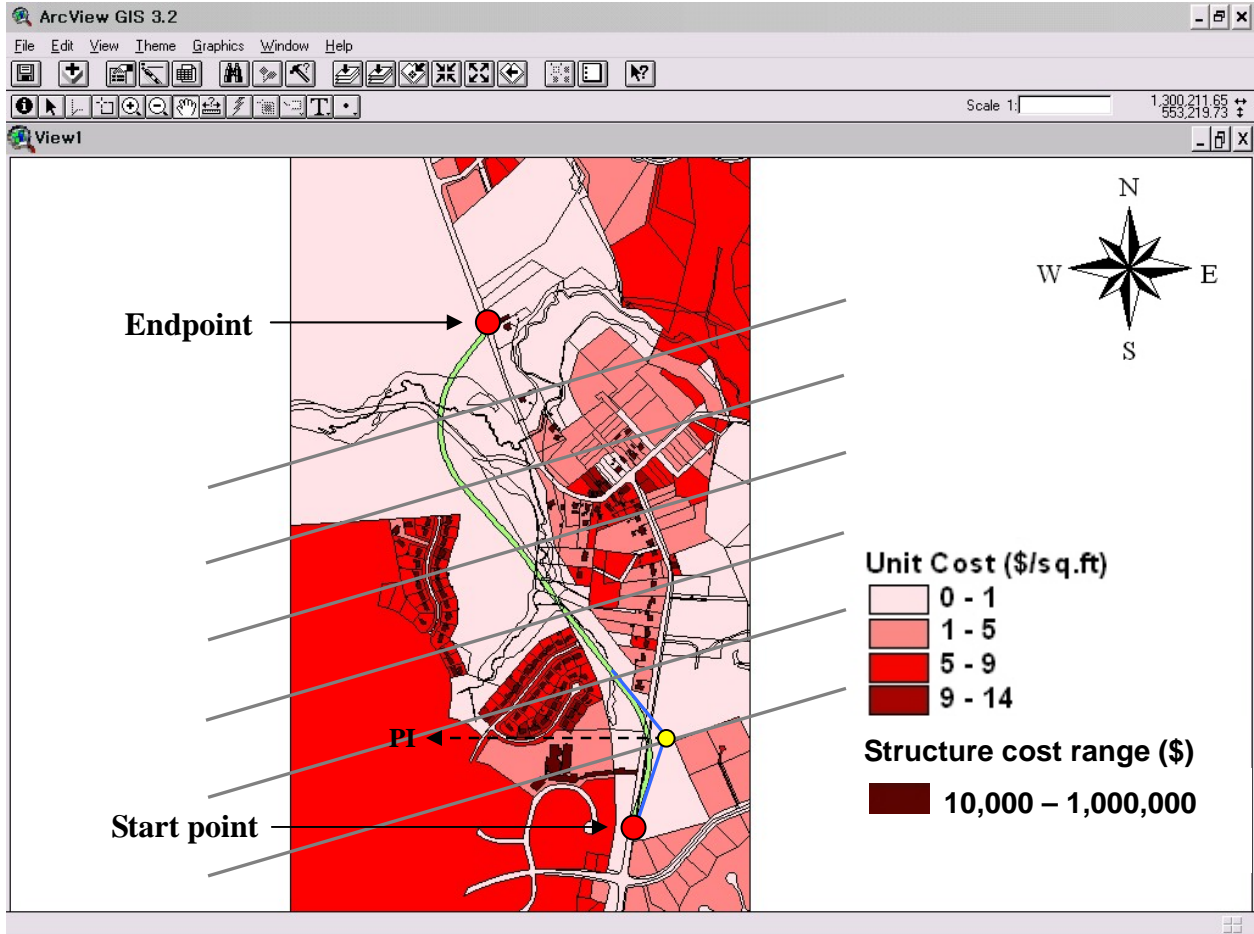 ArcView GIS 3.2
File Edit View Theme Graphics Window Help
Scale 1: 1,300,211.65
553,219.73
View1
N
W E
S
Endpoint
Unit Cost ($/sq.ft)
0 - 1
1 - 5
5 - 9
9 - 14
PI
Structure cost range ($)
10,000 – 1,000,000
Start point